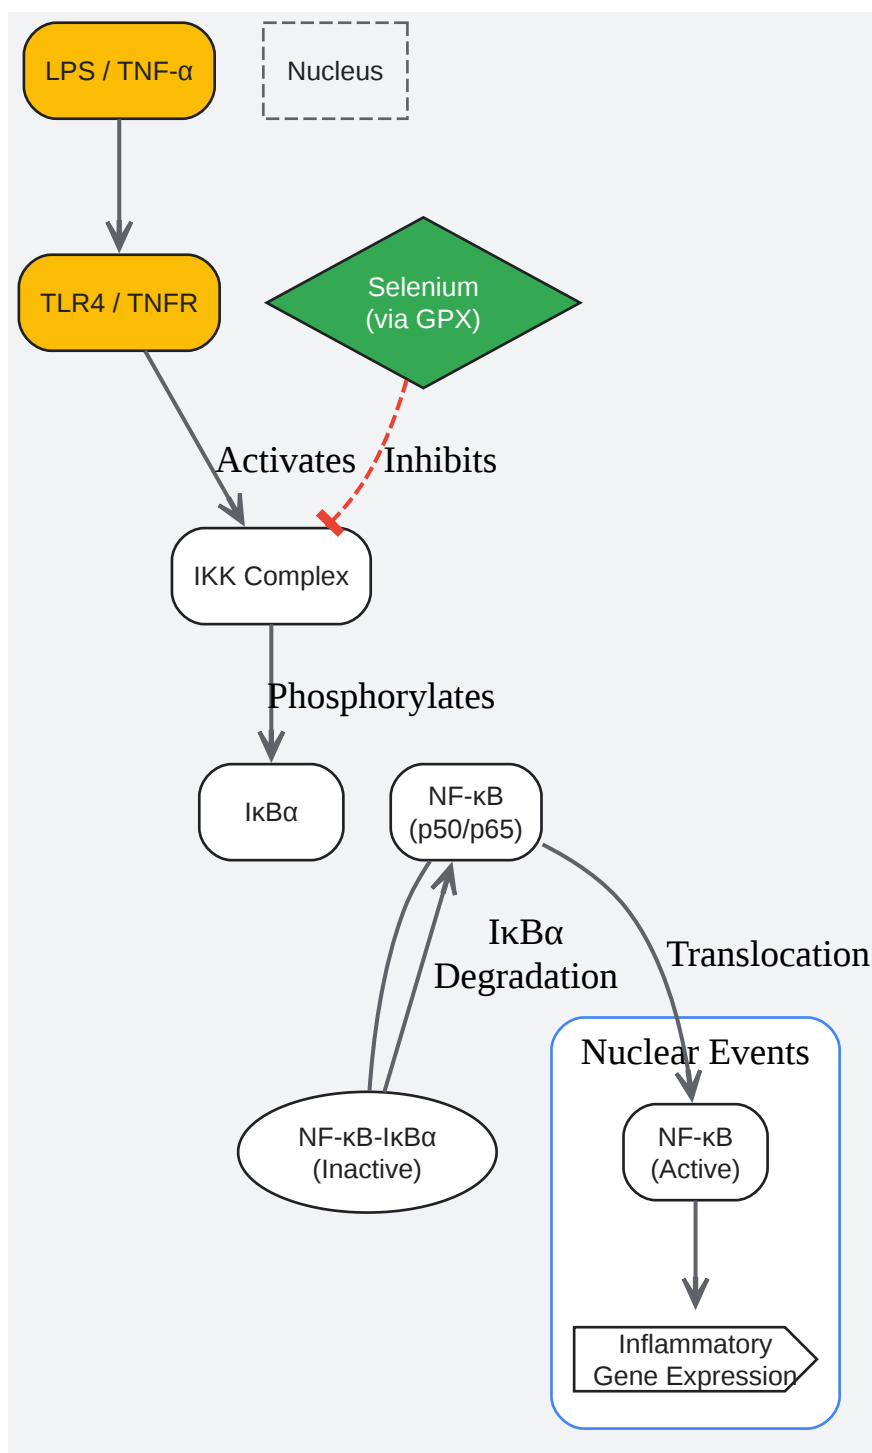 LPS / TNF-α
Nucleus
TLR4 / TNFR
Selenium
(via GPX)
Activates
Inhibits
IKK Complex
Phosphorylates
IκBα
NF-κB
(p50/p65)
IκBα
Degradation
Translocation
Nuclear Events
NF-κB-IκBα
(Inactive)
NF-κB
(Active)
Inflammatory
Gene Expression